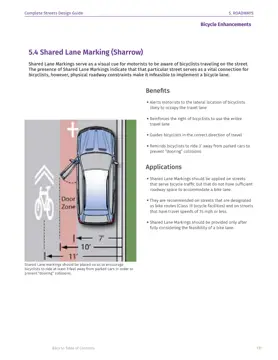 Complete Streets Design Guide
5. ROADWAYS
Bicycle Enhancements
5.4 Shared Lane Marking (Sharrow)
Shared Lane Markings serve as a visual cue for motorists to be aware of bicyclists traveling on the street.
The presence of Shared Lane Markings indicate that that particular street serves as a vital connection for
bicyclists, however, physical roadway constraints make it infeasible to implement a bicycle lane.
Benefits
• Alerts motorists to the lateral location of bicyclists
likely to occupy the travel lane
• Reinforces the right of bicyclists to use the entire
travel lane
• Guides bicyclists in the correct direction of travel
• Reminds bicyclists to ride 3' away from parked cars to
prevent "dooring" collisions
Applications
• Shared Lane Markings should be applied on streets
that serve bicycle traffic but that do not have sufficient
roadway space to accommodate a bike lane.
• They are recommended on streets that are designated
as bike routes (Class III bicycle facilities) and on streets
that have travel speeds of 35 mph or less
• Shared Lane Markings should be provided only after
fully considering the feasibility of a bike lane.
Door
Zone
7'
10'
11'
Shared Lane markings should be placed so as to encourage
bicyclists to ride at least 3 feet away from parked cars in order to
prevent "dooring" collisions.
Back to Table of Contents